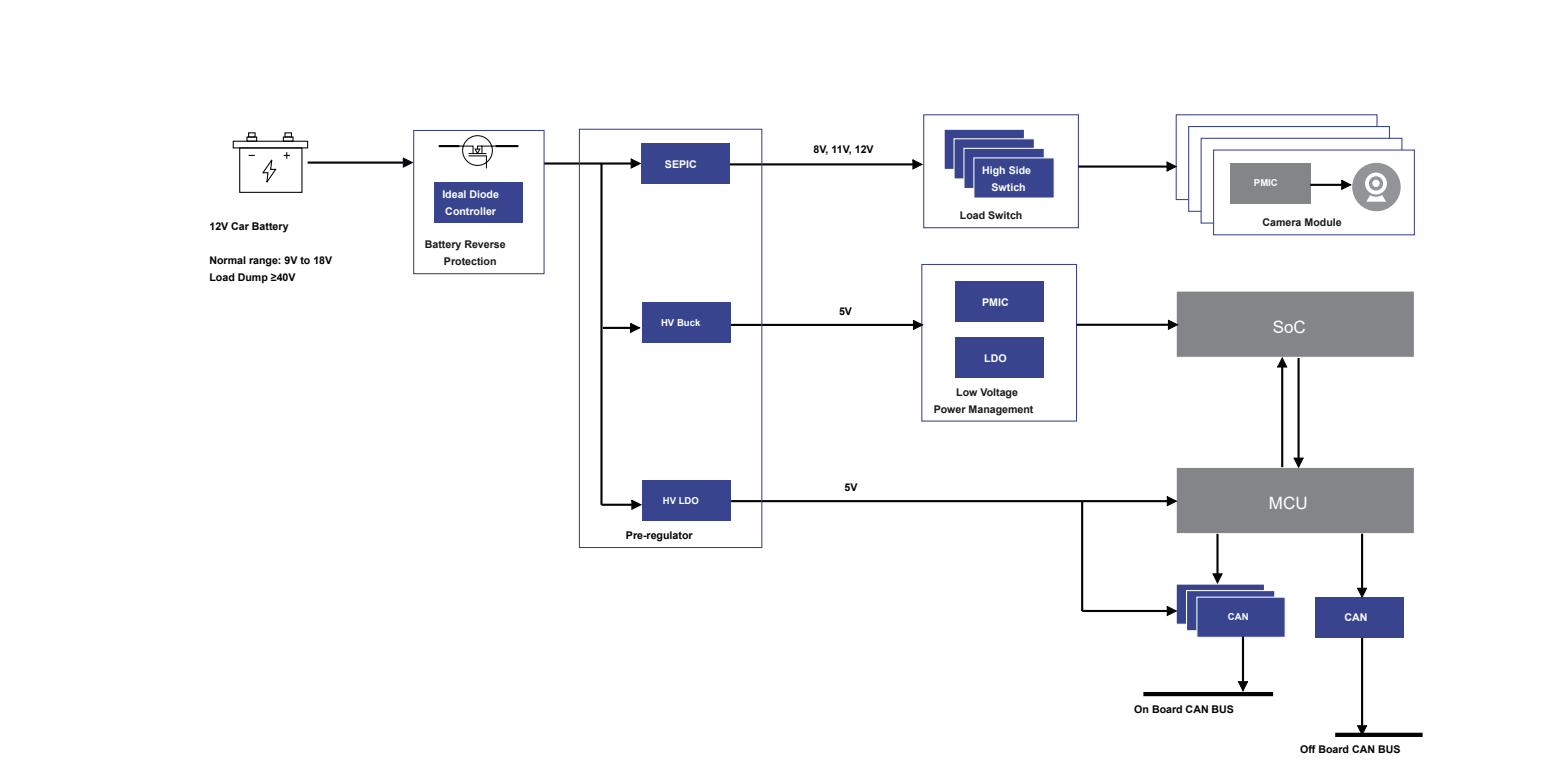 12V Car Battery
Normal range: 9V to 18V
Load Dump ≥40V
Ideal Diode
Controller
Battery Reverse
Protection
SEPIC
HV Buck
HV LDO
Pre-regulator
8V, 11V, 12V
5V
5V
High Side
Swtich
Load Switch
PMIC
Camera Module
PMIC
LDO
Low Voltage
Power Management
SoC
MCU
CAN
CAN
On Board CAN BUS
Off Board CAN BUS